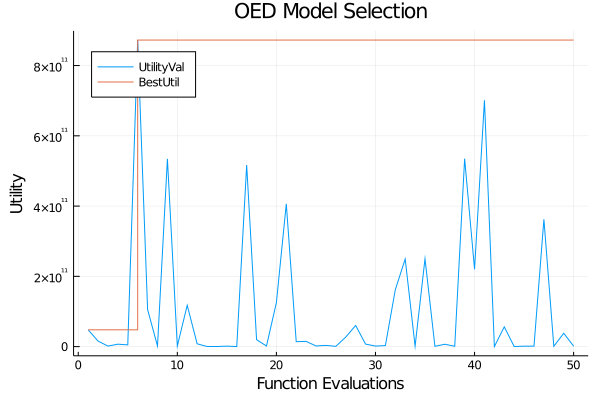 OED Model Selection
UtilityVal
BestUtil
8×10¹¹
6×10¹¹
4×10¹¹
2×10¹¹
0
Utility
0 10 20 30 40 50
Function Evaluations